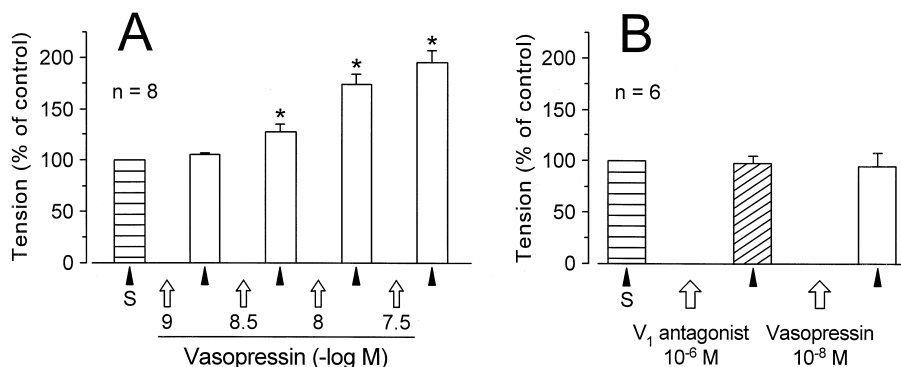 A
Tension (% of control)
200
150
100
50
0
n = 8
*
*
*
S
9
8.5
8
7.5
Vasopressin (-log M)
B
Tension (% of control)
200
150
100
50
0
n = 6
S
V₁ antagonist
10⁻⁶ M
Vasopressin
10⁻⁸ M